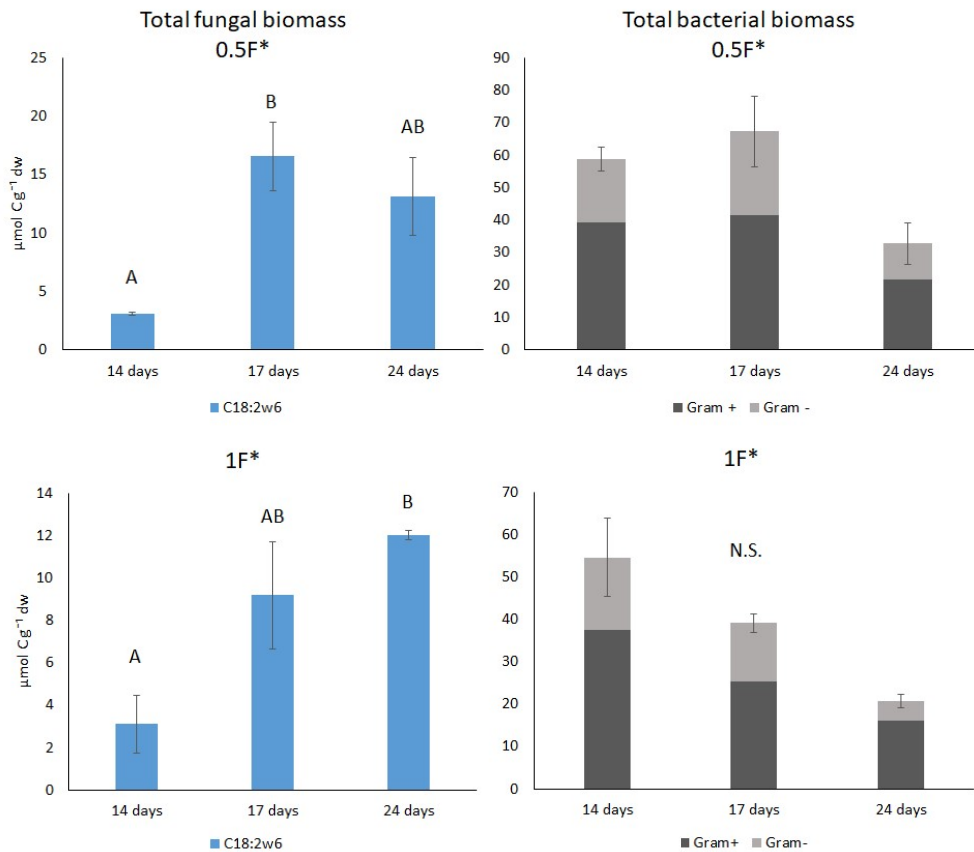 Total fungal biomass
0.5F*
25
20
15
10
5
0
µmol Cg⁻¹ dw
A
B
AB
14 days
17 days
24 days
C18:2w6
Total bacterial biomass
0.5F*
90
80
70
60
50
40
30
20
10
0
14 days
17 days
24 days
Gram +
Gram -
1F*
14
12
10
8
6
4
2
0
µmol Cg⁻¹ dw
A
AB
B
14 days
17 days
24 days
C18:2w6
1F*
70
60
50
40
30
20
10
0
N.S.
14 days
17 days
24 days
Gram+
Gram-